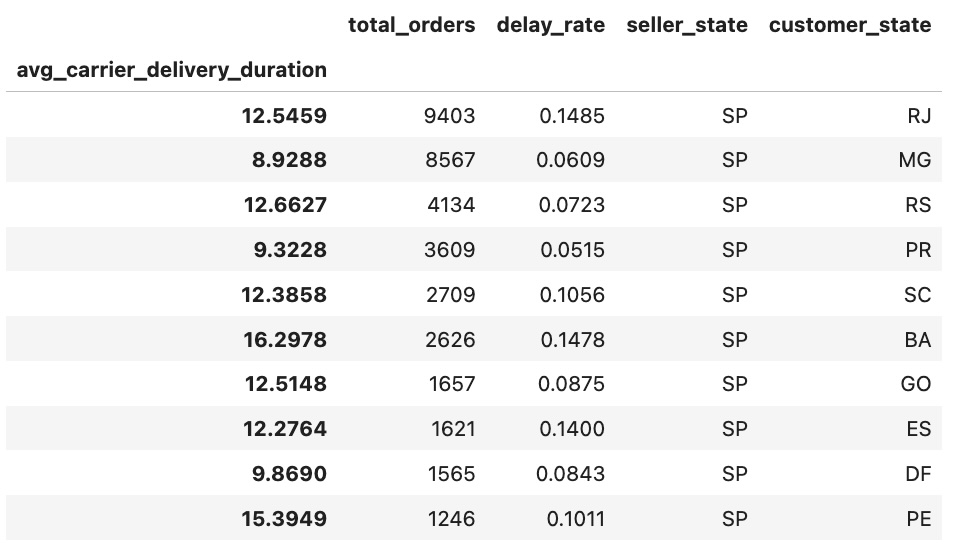 total_orders delay_rate seller_state customer_state
avg_carrier_delivery_duration
12.5459 9403 0.1485 SP RJ
8.9288 8567 0.0609 SP MG
12.6627 4134 0.0723 SP RS
9.3228 3609 0.0515 SP PR
12.3858 2709 0.1056 SP SC
16.2978 2626 0.1478 SP BA
12.5148 1657 0.0875 SP GO
12.2764 1621 0.1400 SP ES
9.8690 1565 0.0843 SP DF
15.3949 1246 0.1011 SP PE